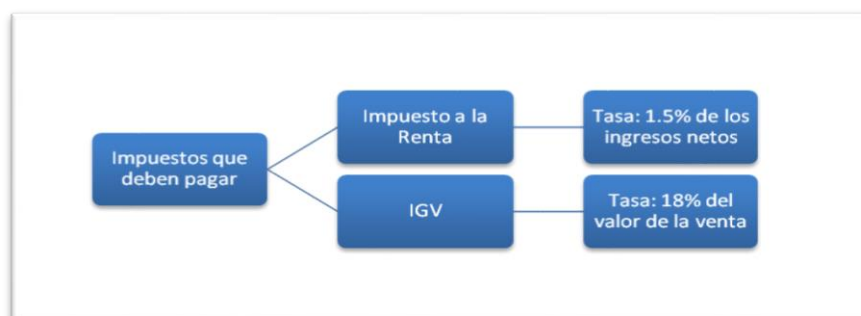 Impuestos que
deben pagar
Impuesto a la
Renta
Tasa: 1.5% de los
ingresos netos
IGV
Tasa: 18% del
valor de la venta